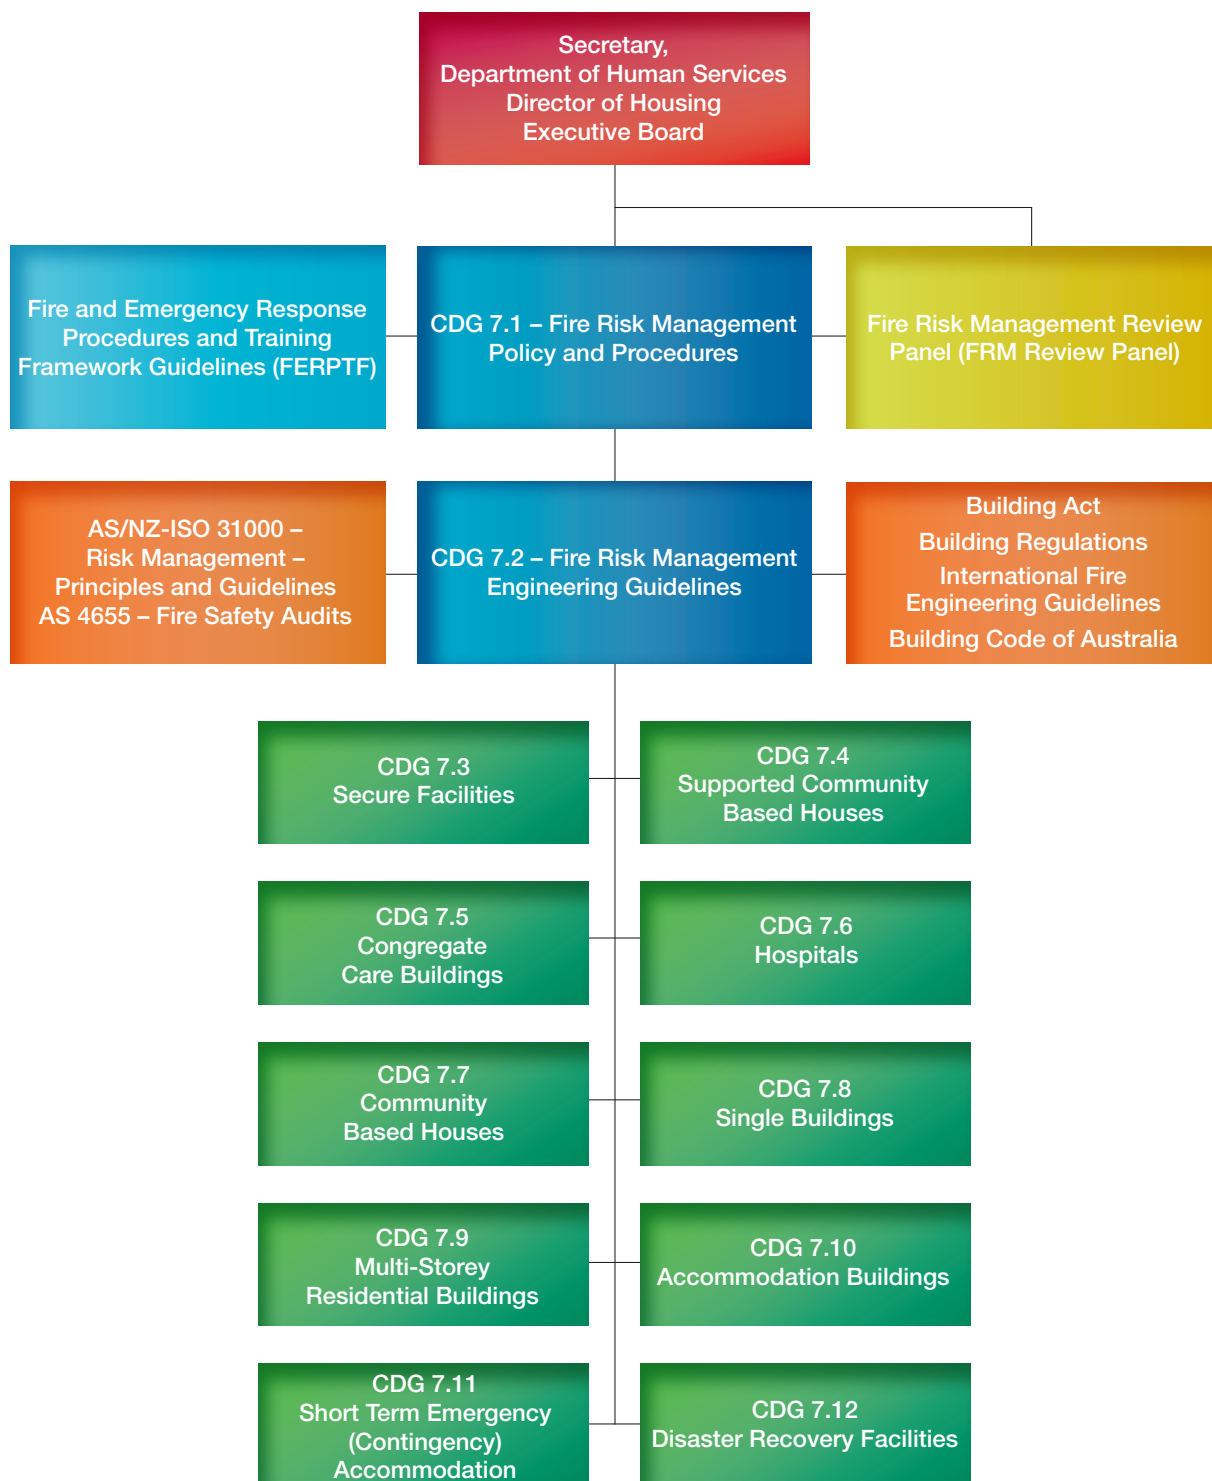 Secretary,
Department of Human Services
Director of Housing
Executive Board
Fire and Emergency Response
Procedures and Training
Framework Guidelines (FERPTF)
CDG 7.1 – Fire Risk Management
Policy and Procedures
Fire Risk Management Review
Panel (FRM Review Panel)
AS/NZ-ISO 31000 –
Risk Management –
Principles and Guidelines
AS 4655 – Fire Safety Audits
CDG 7.2 – Fire Risk Management
Engineering Guidelines
Building Act
Building Regulations
International Fire
Engineering Guidelines
Building Code of Australia
CDG 7.3
Secure Facilities
CDG 7.4
Supported Community
Based Houses
CDG 7.5
Congregate
Care Buildings
CDG 7.6
Hospitals
CDG 7.7
Community
Based Houses
CDG 7.8
Single Buildings
CDG 7.9
Multi-Storey
Residential Buildings
CDG 7.10
Accommodation Buildings
CDG 7.11
Short Term Emergency
(Contingency)
Accommodation
CDG 7.12
Disaster Recovery Facilities